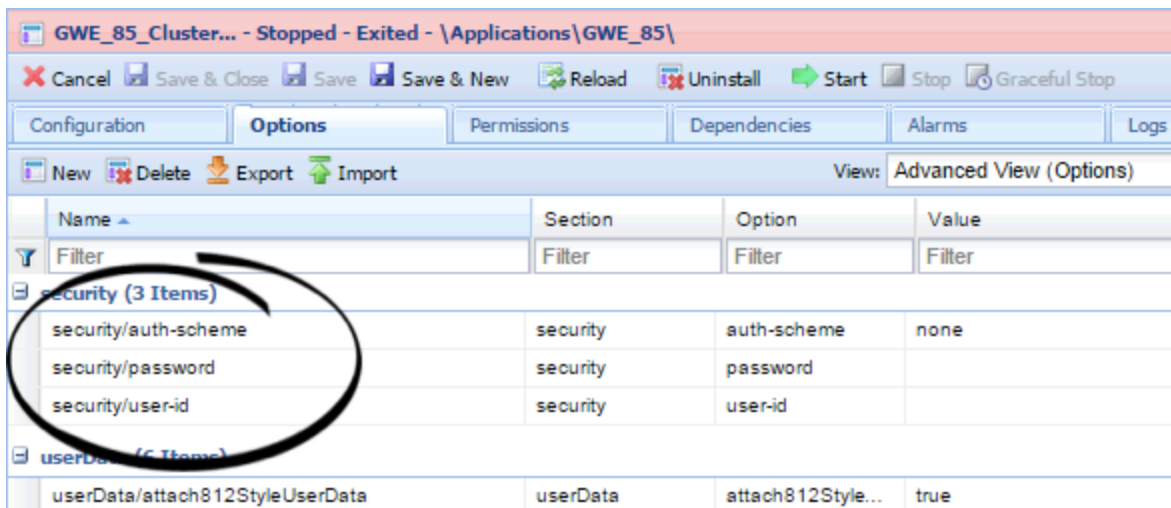 GWE_85_Cluster... - Stopped - Exited - \Applications\GWE_85\
Cancel Save & Close Save Save & New Reload Uninstall Start Stop Graceful Stop
Configuration Options Permissions Dependencies Alarms Logs
New Delete Export Import View: Advanced View (Options)
Name Section Option Value
Filter Filter Filter Filter
security (3 Items)
security/auth-scheme security auth-scheme none
security/password security password
security/user-id security user-id
userData (6 Items)
userData/attach812StyleUserData userData attach812Style... true